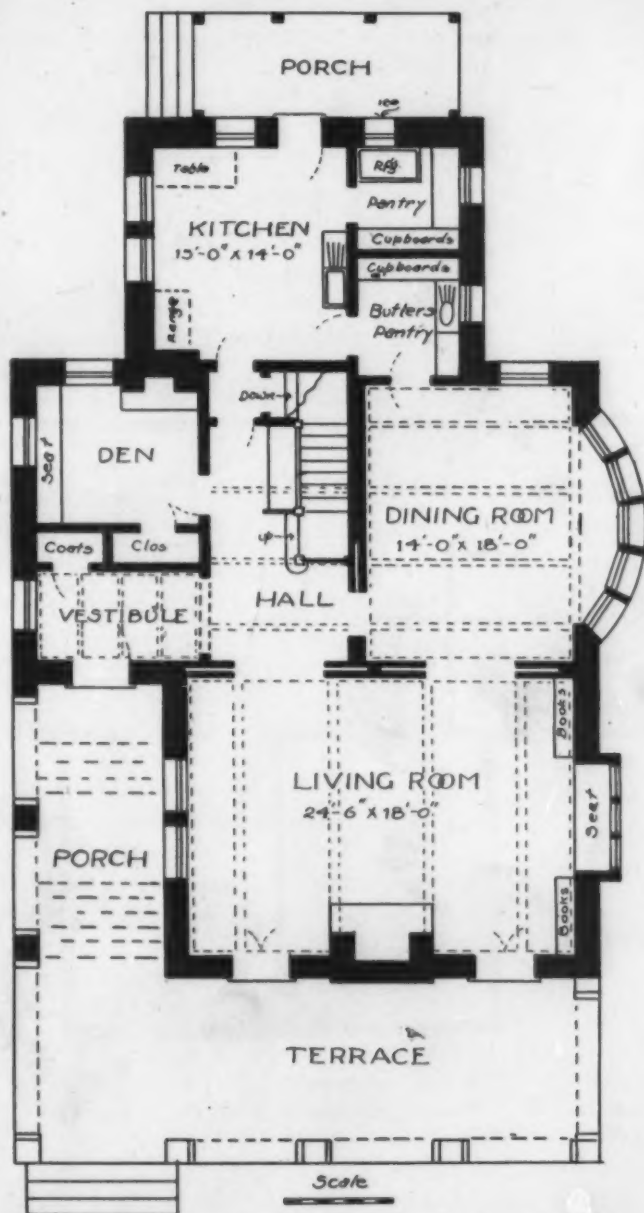 PORCH
ice
Table
Rfg.
KITCHEN
13'-0" X 14'-0"
Pantry
Cupboards
Cupboards
Range
Butlers
Pantry
Down
DEN
Seat
DINING ROOM
14'-0" X 18'-0"
Up
Coats
Clos
HALL
VESTIBULE
Books
LIVING ROOM
24'-6" X 18'-0"
Seat
PORCH
Books
TERRACE
Scale